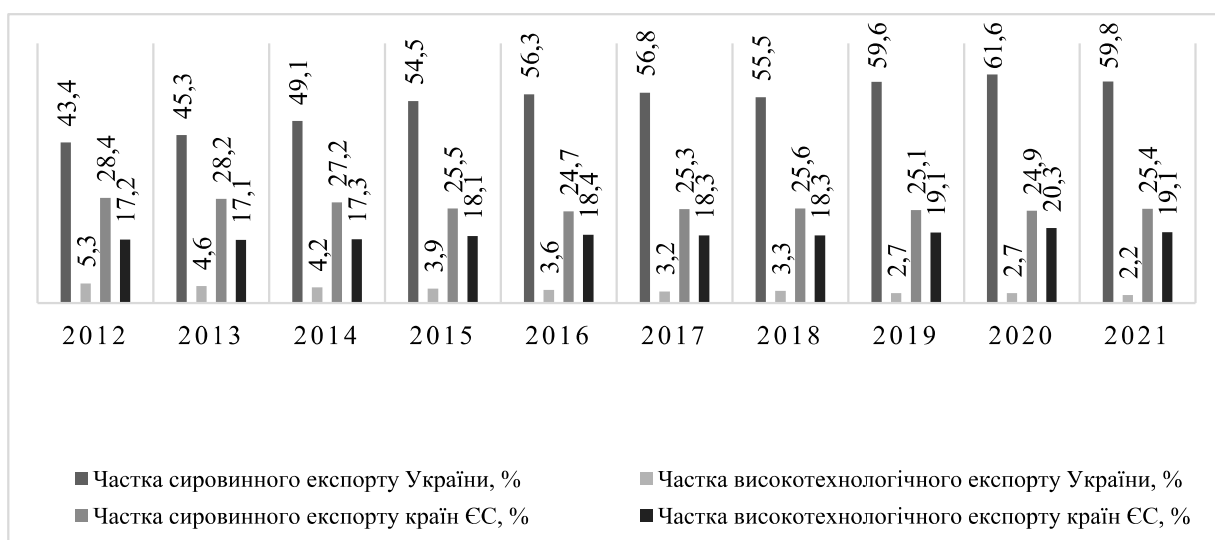 43,4 5,3 28,4 17,2
45,3 4,6 28,2 17,1
49,1 4,2 27,2 17,3
54,5 3,9 25,5 18,1
56,3 3,6 24,7 18,4
56,8 3,2 25,3 18,3
55,5 3,3 25,6 18,3
59,6 2,7 25,1 19,1
61,6 2,7 24,9 20,3
59,8 2,2 25,4 19,1
2012 2013 2014 2015 2016 2017 2018 2019 2020 2021
Частка сировинного експорту України, %
Частка високотехнологічного експорту України, %
Частка сировинного експорту країн ЄС, %
Частка високотехнологічного експорту країн ЄС, %